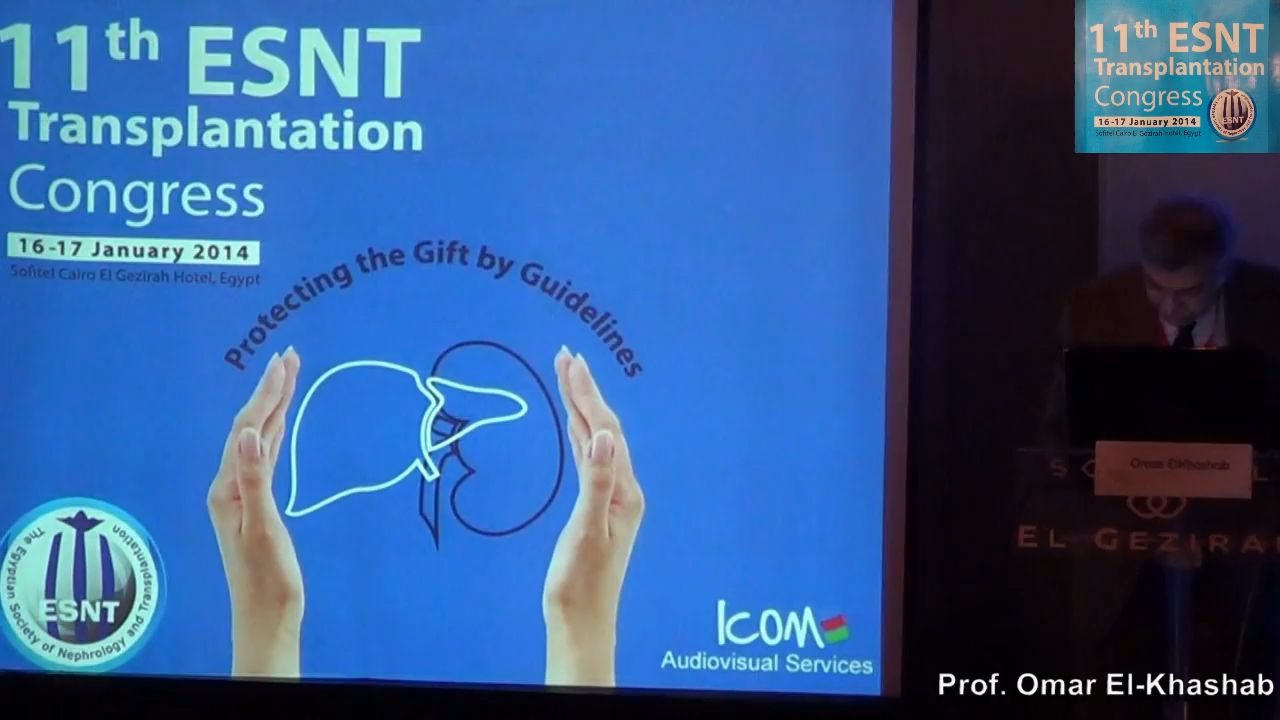 11th ESNT
Transplantation
Congress
16-17 January 2014
Sofitel Cairo El Gezirah Hotel, Egypt
Protecting the Gift by Guidelines
The Egyptian Society of Nephrology and Transplantation
ESNT
ICOM
Audiovisual Services
11th ESNT
Transplantation
Congress
16-17 January 2014
Sofitel Cairo El Gezirah Hotel, Egypt
ESNT
Omar ElKhashab
EL GEZIRA
Prof. Omar El-Khashab